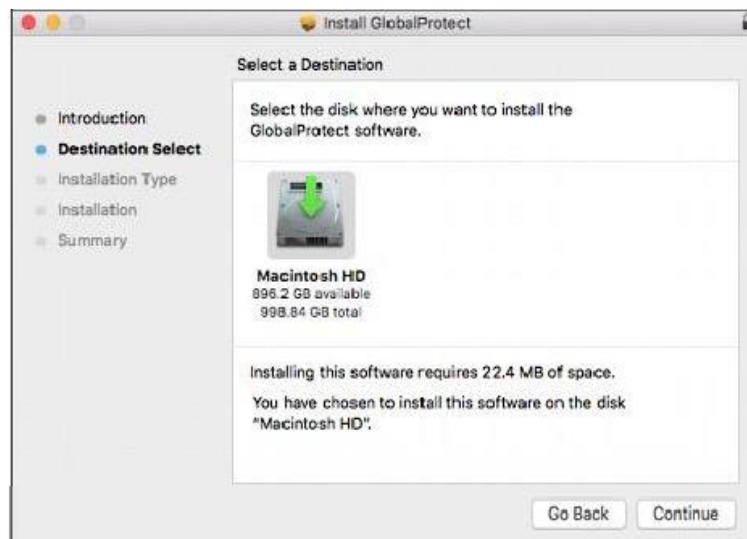 Install GlobalProtect
Select a Destination
Introduction
Destination Select
Installation Type
Installation
Summary
Select the disk where you want to install the
GlobalProtect software.
Macintosh HD
896.2 GB available
998.84 GB total
Installing this software requires 22.4 MB of space.
You have chosen to install this software on the disk
“Macintosh HD”.
Go Back
Continue